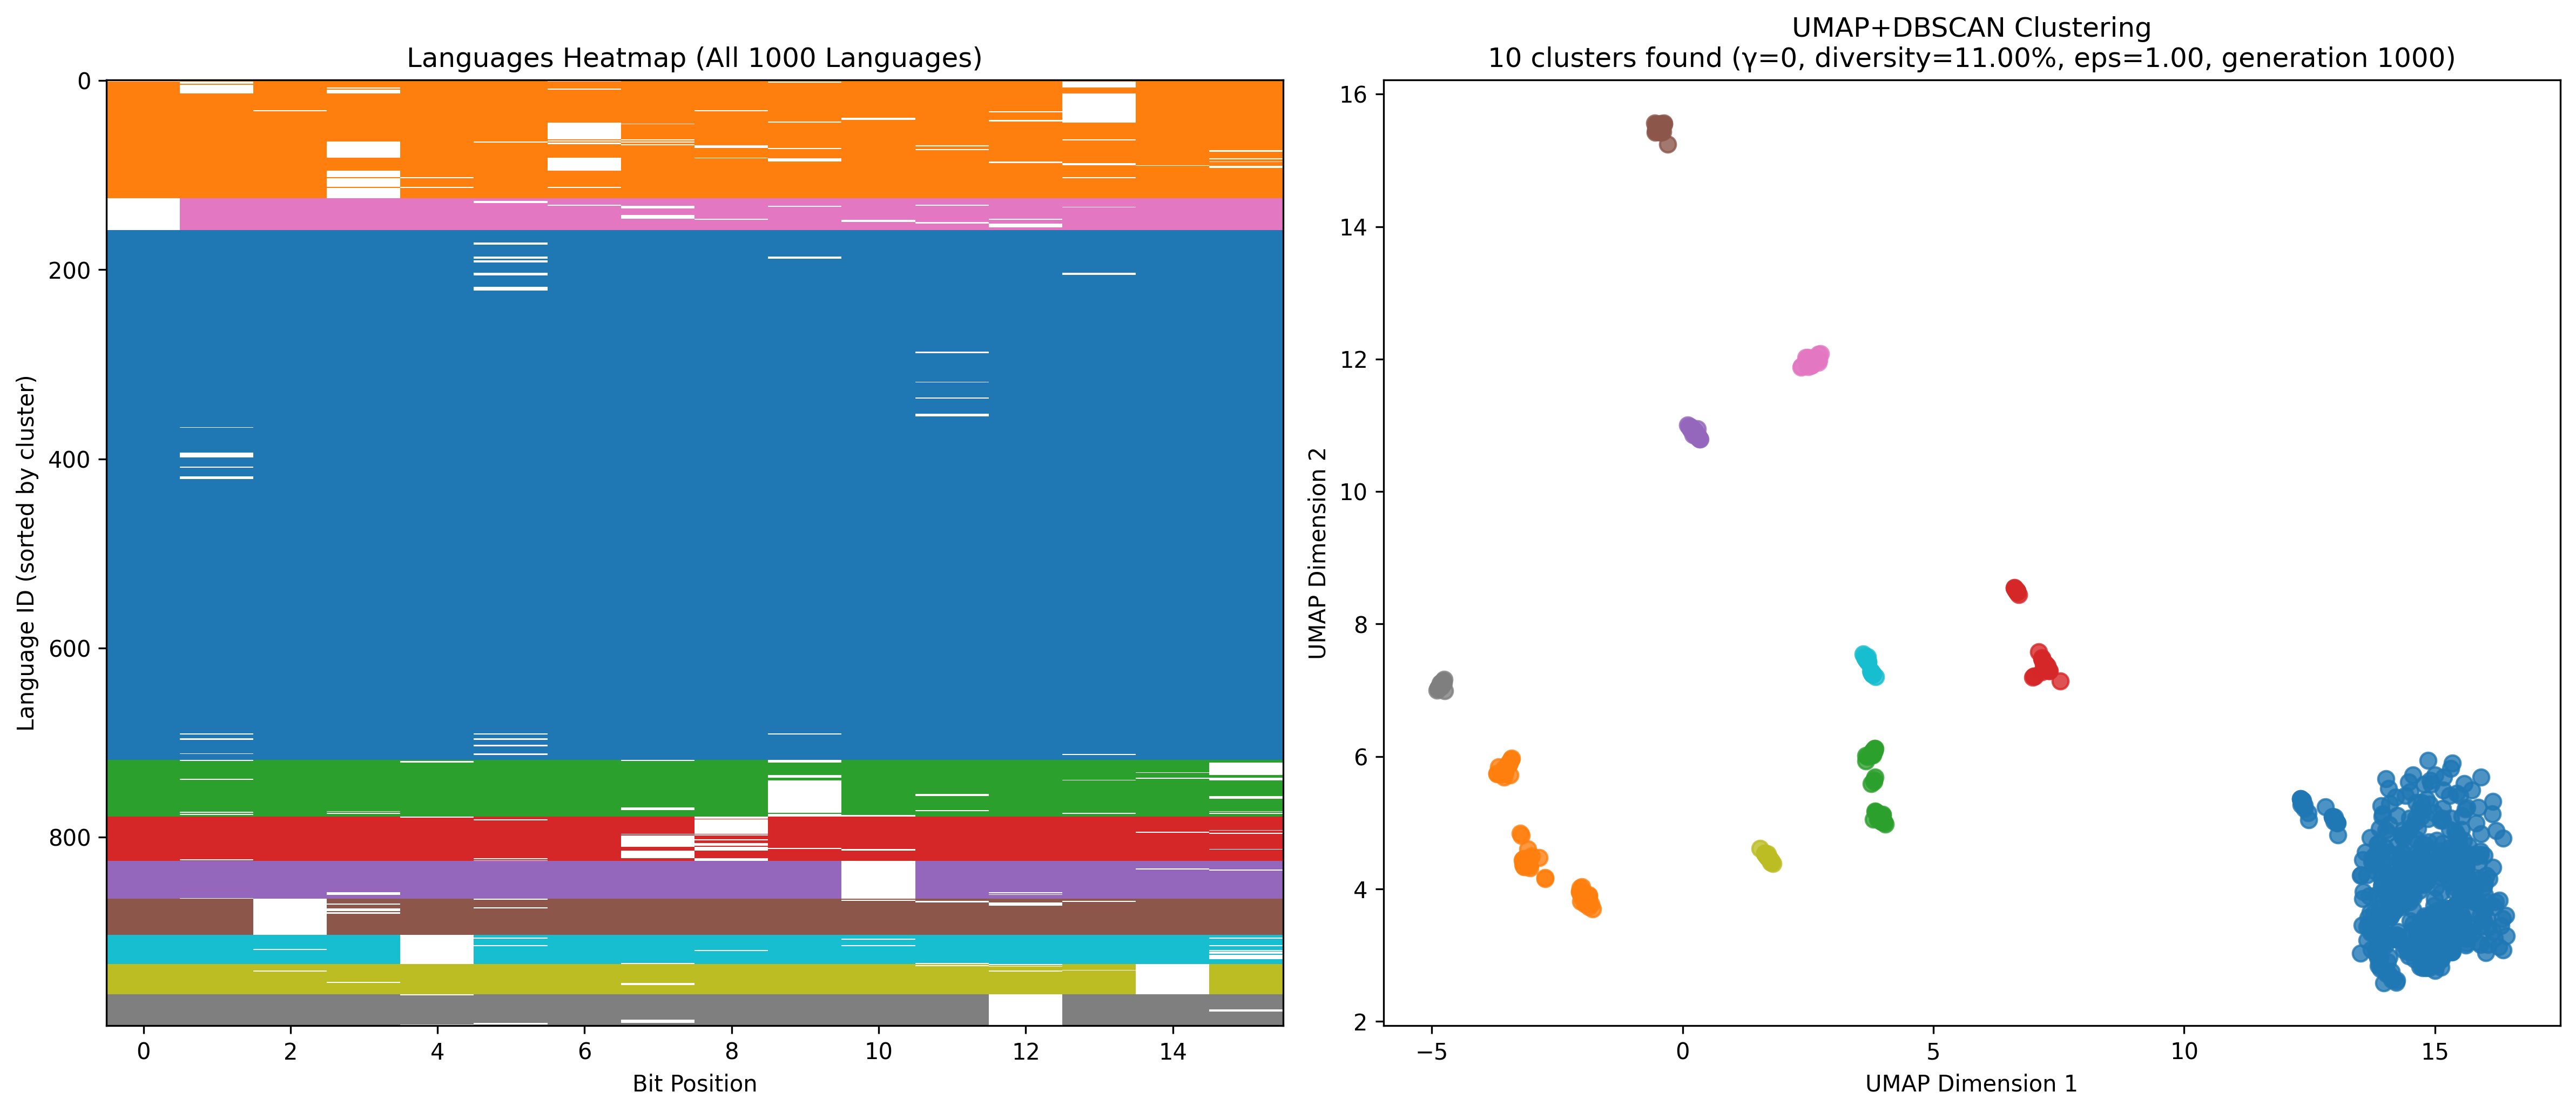 Languages Heatmap (All 1000 Languages)
0
200
400
600
800
Language ID (sorted by cluster)
0 2 4 6 8 10 12 14
Bit Position
UMAP+DBSCAN Clustering
10 clusters found (γ=0, diversity=11.00%, eps=1.00, generation 1000)
16
14
12
10
8
6
4
2
UMAP Dimension 2
−5 0 5 10 15
UMAP Dimension 1